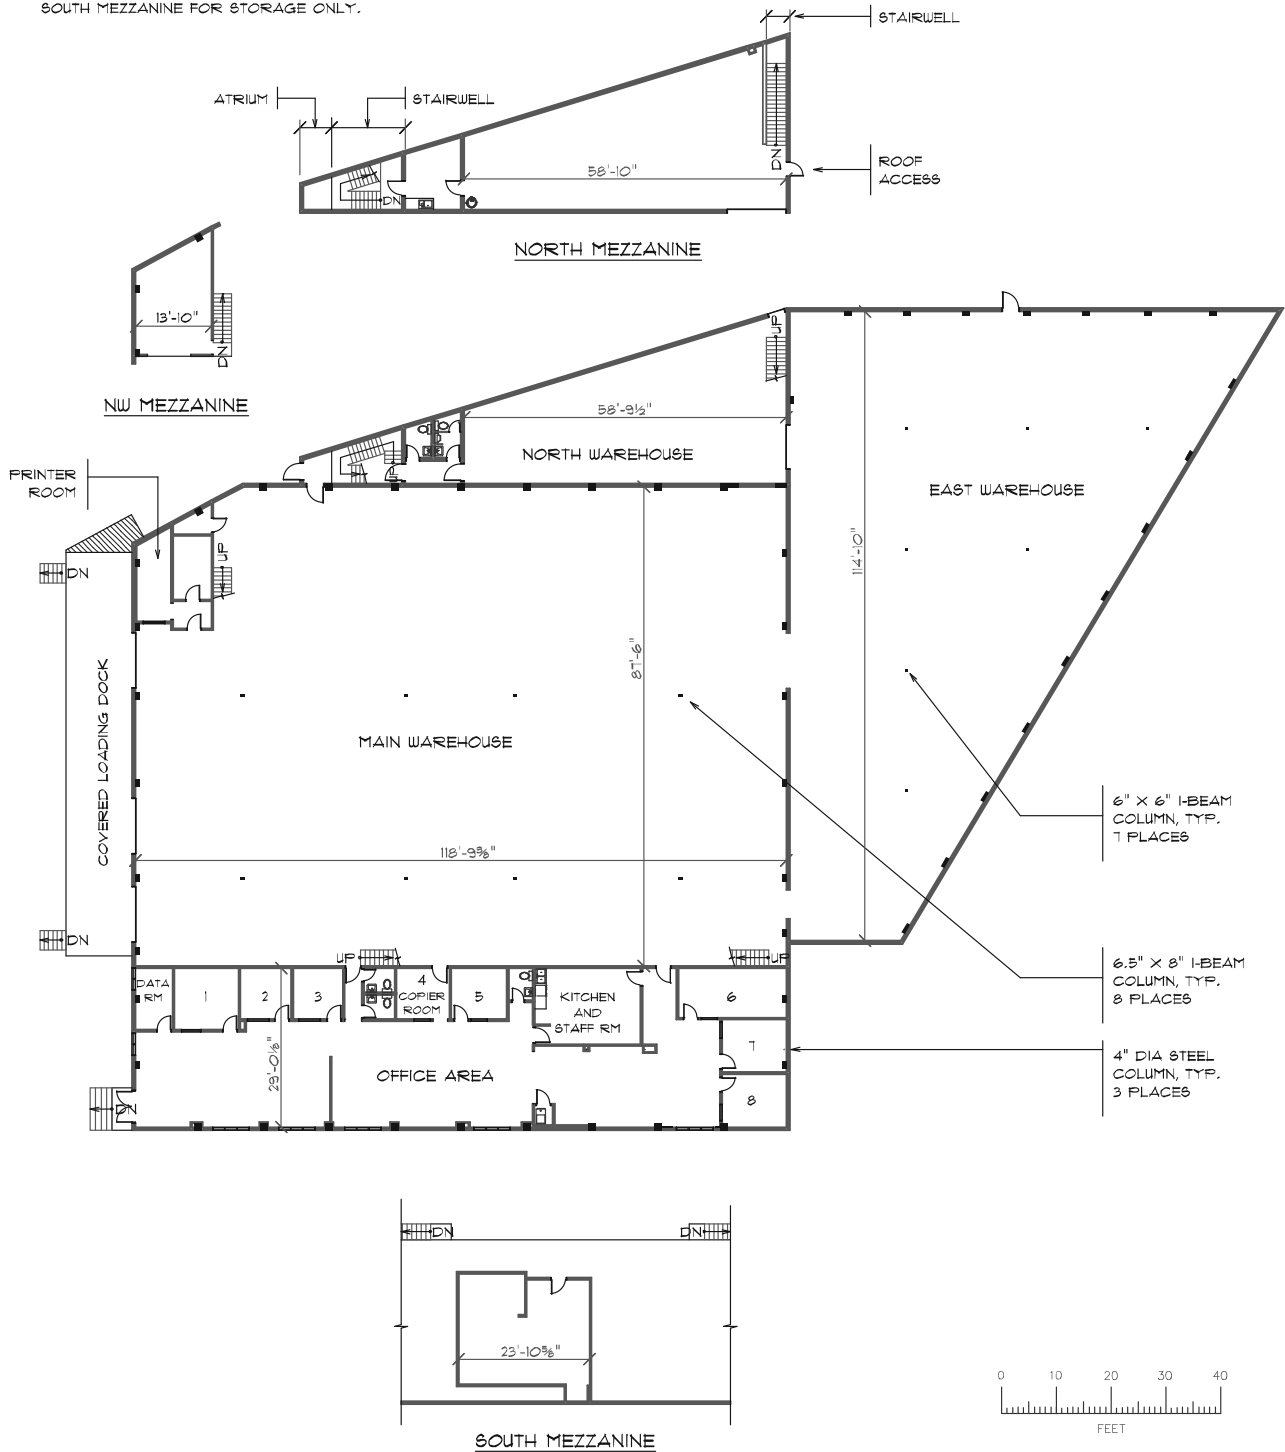 SOUTH MEZZANINE FOR STORAGE ONLY.
STAIRWELL
ATRIUM
STAIRWELL
ROOF
ACCESS
58'-10"
DN
DN
NORTH MEZZANINE
13'-10"
DN
NW MEZZANINE
UP
58'-9½"
NORTH WAREHOUSE
UP
PRINTER
ROOM
EAST WAREHOUSE
UP
DN
114'-10"
87'-6"
COVERED LOADING DOCK
MAIN WAREHOUSE
6" X 6" I-BEAM
COLUMN, TYP.
7 PLACES
118'-9⅝"
DN
UP
UP
6.5" X 8" I-BEAM
COLUMN, TYP.
8 PLACES
DATA
RM
1
2
3
4
COPIER
ROOM
5
KITCHEN
AND
STAFF RM
6
7
8
29'-0½"
OFFICE AREA
4" DIA STEEL
COLUMN, TYP.
3 PLACES
DN
DN
DN
23'-10⅝"
SOUTH MEZZANINE
0 10 20 30 40
FEET